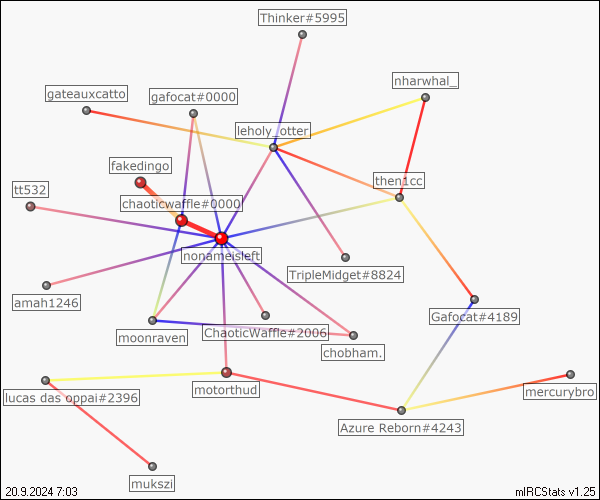 Thinker#5995
nharwhal_
gateauxcatto
gafocat#0000
leholy_otter
fakedingo
then1cc
tt532
chaoticwaffle#0000
nonameisleft
TripleMidget#8824
amah1246
Gafocat#4189
ChaoticWaffle#2006
moonraven
chobham.
motorthud
mercurybro
lucas das oppai#2396
Azure Reborn#4243
mukszi
20.9.2024 7:03
mIRCStats v1.25